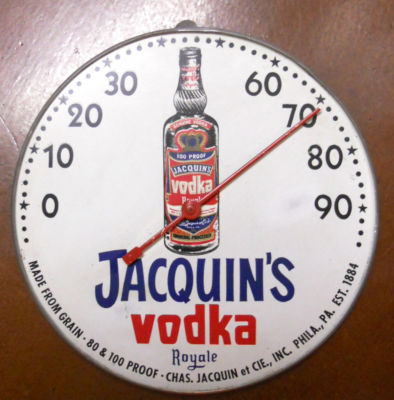 30 60
20 70
10 80
0 90
100 PROOF
JACQUIN'S
vodka
Royale
JACQUIN'S
vodka
Royale
MADE FROM GRAIN · 80 & 100 PROOF · CHAS. JACQUIN et CIE., INC. PHILA., PA. EST. 1884